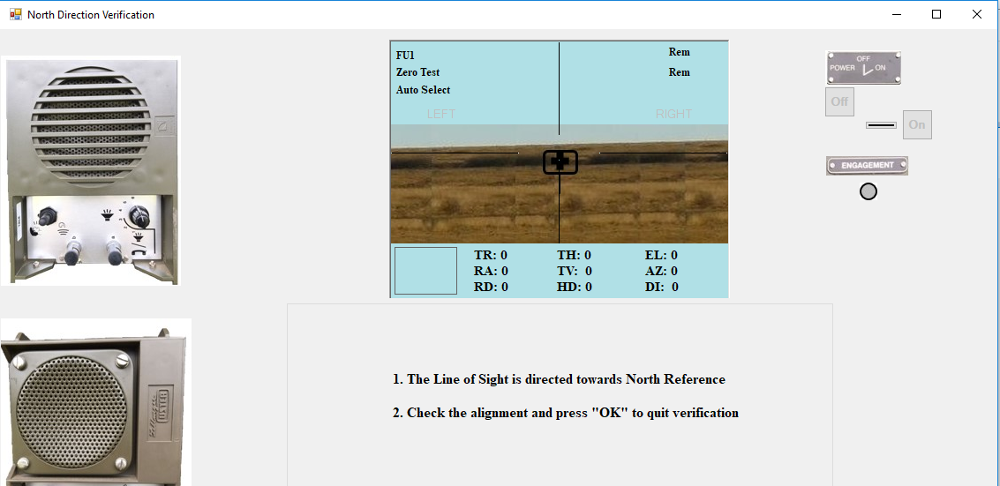 North Direction Verification
FU1
Zero Test
Auto Select
Rem
Rem
LEFT
RIGHT
TR: 0
TH: 0
EL: 0
RA: 0
TV: 0
AZ: 0
RD: 0
HD: 0
DI: 0
OFF
POWER
ON
Off
On
ENGAGEMENT
1. The Line of Sight is directed towards North Reference
2. Check the alignment and press "OK" to quit verification